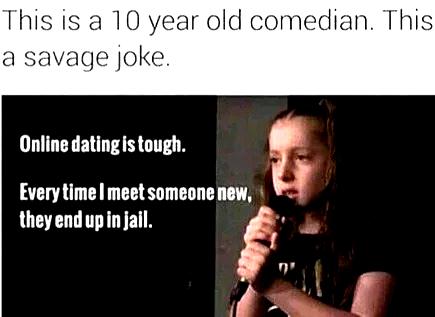 This is a 10 year old comedian. This
a savage joke.
Online dating is tough.
Every time I meet someone new,
they end up in jail.